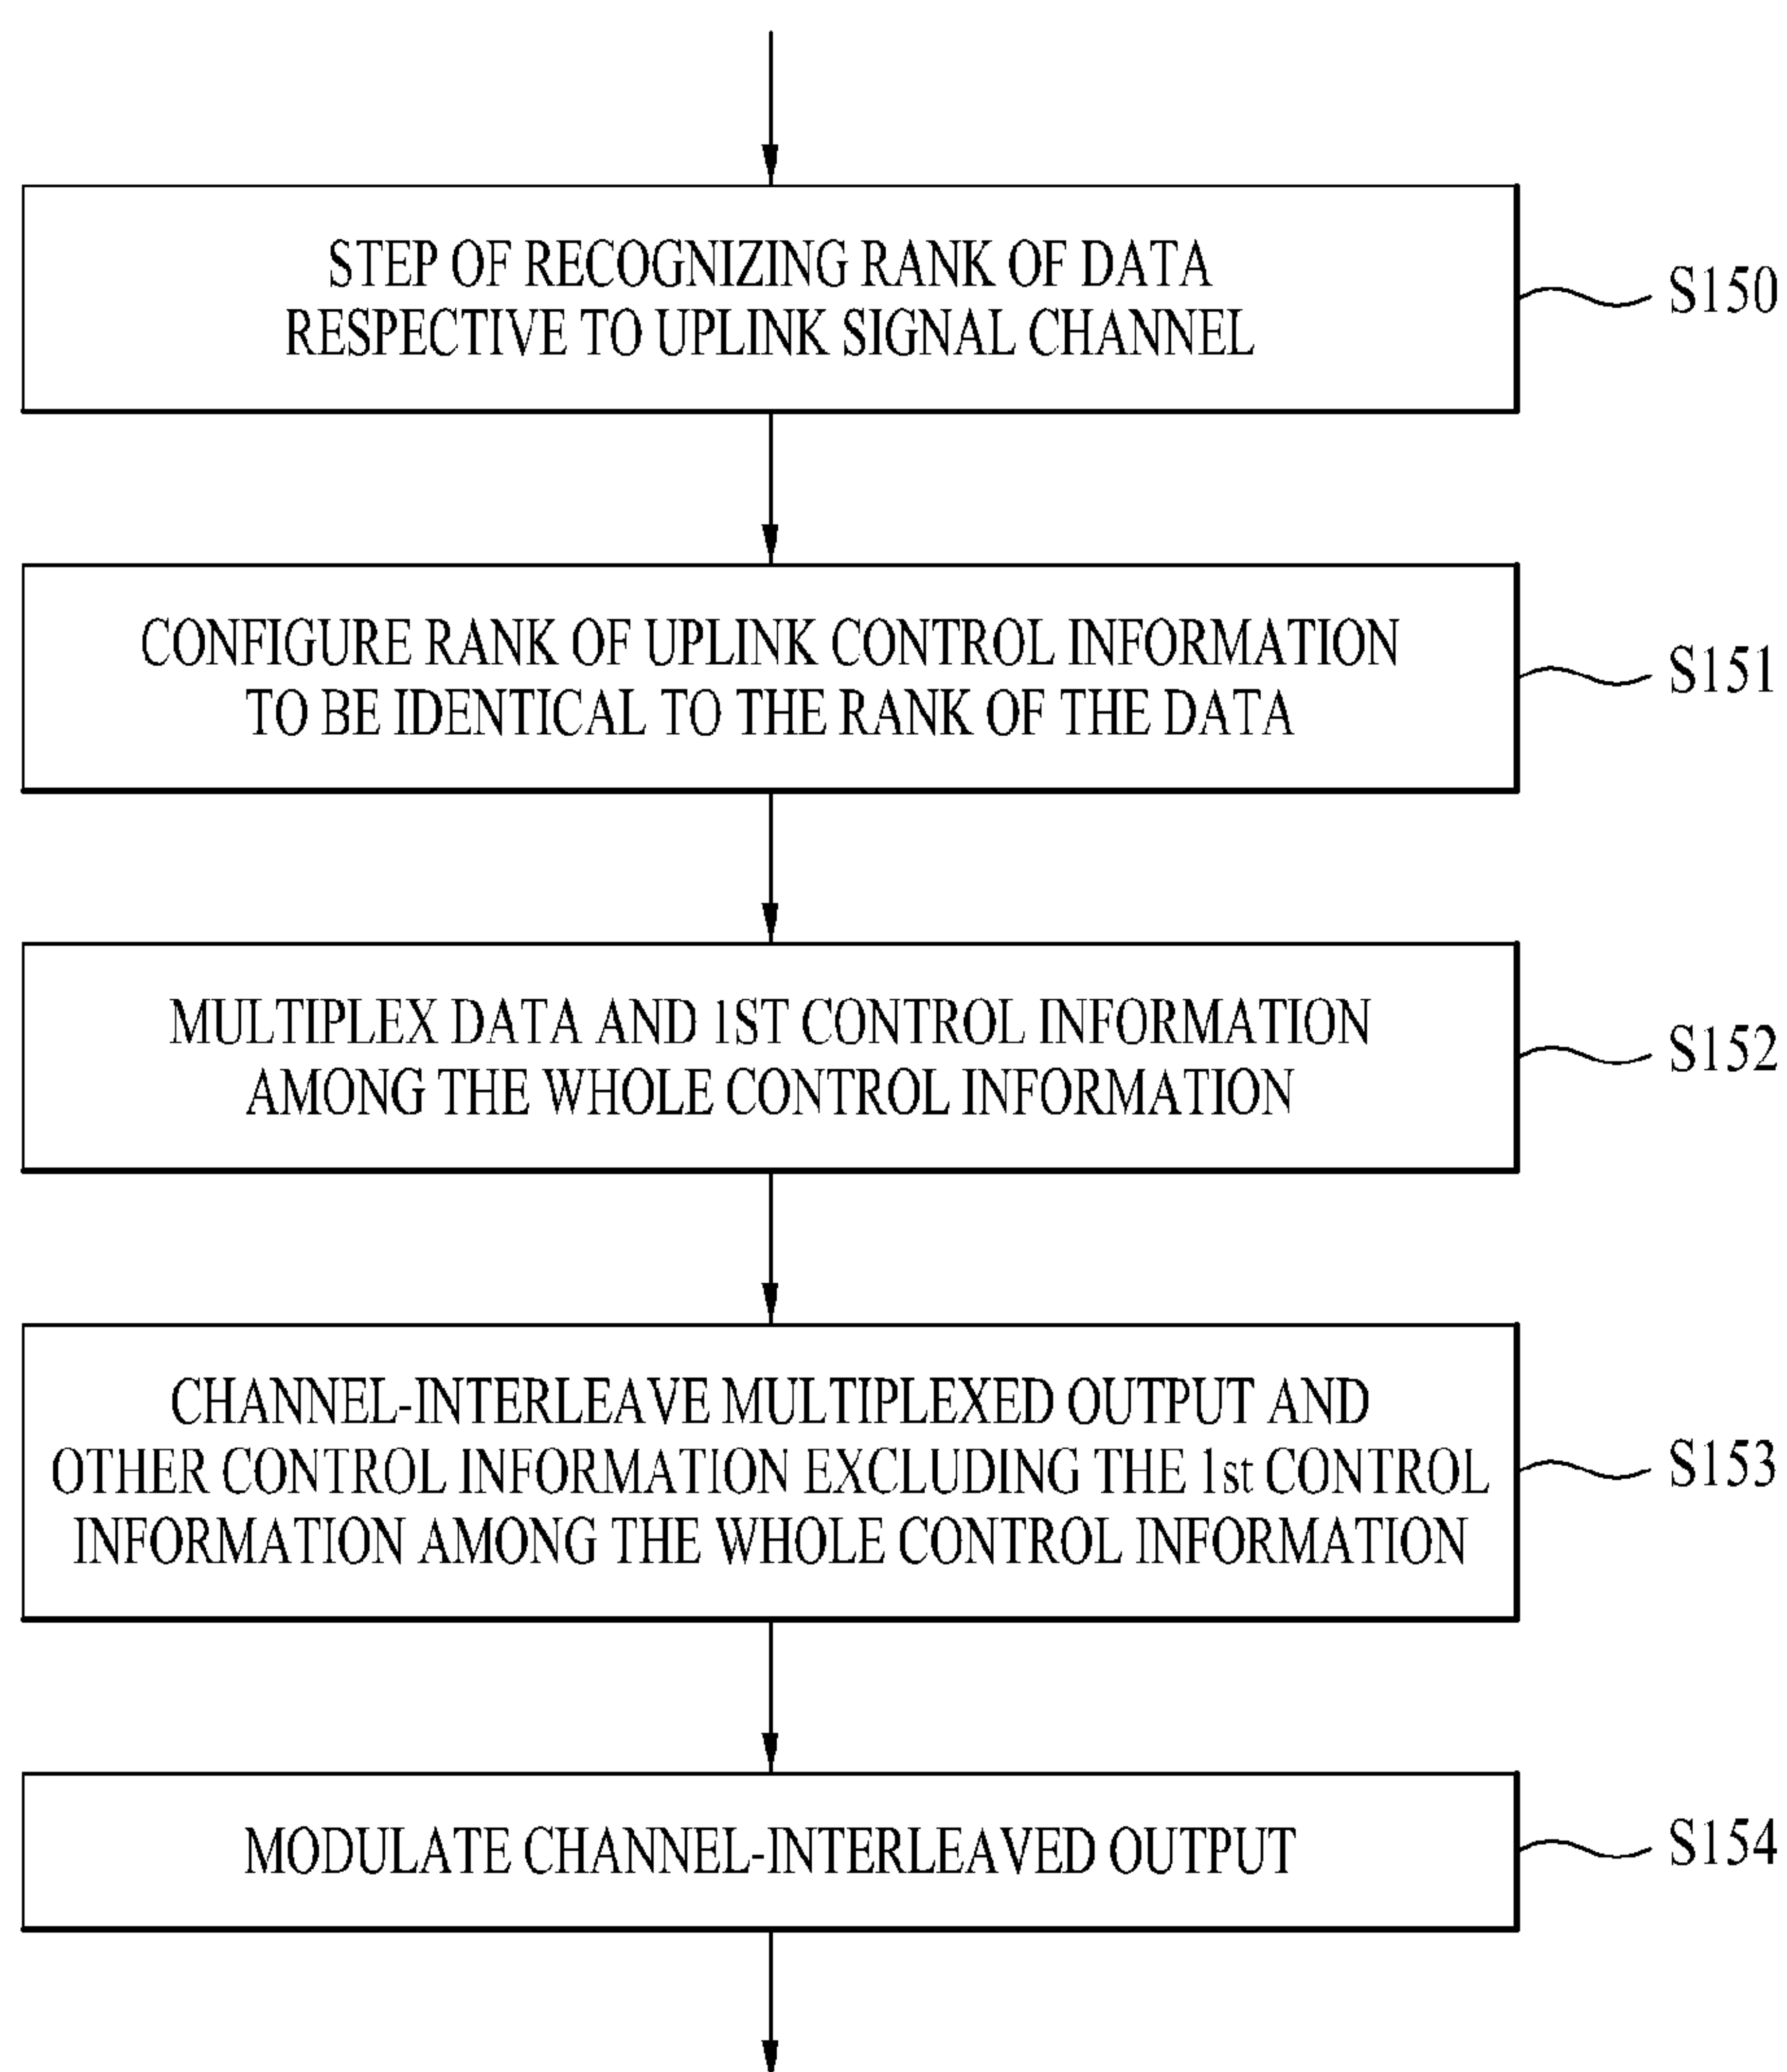 STEP OF RECOGNIZING RANK OF DATA
RESPECTIVE TO UPLINK SIGNAL CHANNEL
S150
CONFIGURE RANK OF UPLINK CONTROL INFORMATION
TO BE IDENTICAL TO THE RANK OF THE DATA
S151
MULTIPLEX DATA AND 1ST CONTROL INFORMATION
AMONG THE WHOLE CONTROL INFORMATION
S152
CHANNEL-INTERLEAVE MULTIPLEXED OUTPUT AND
OTHER CONTROL INFORMATION EXCLUDING THE 1st CONTROL
INFORMATION AMONG THE WHOLE CONTROL INFORMATION
S153
MODULATE CHANNEL-INTERLEAVED OUTPUT
S154